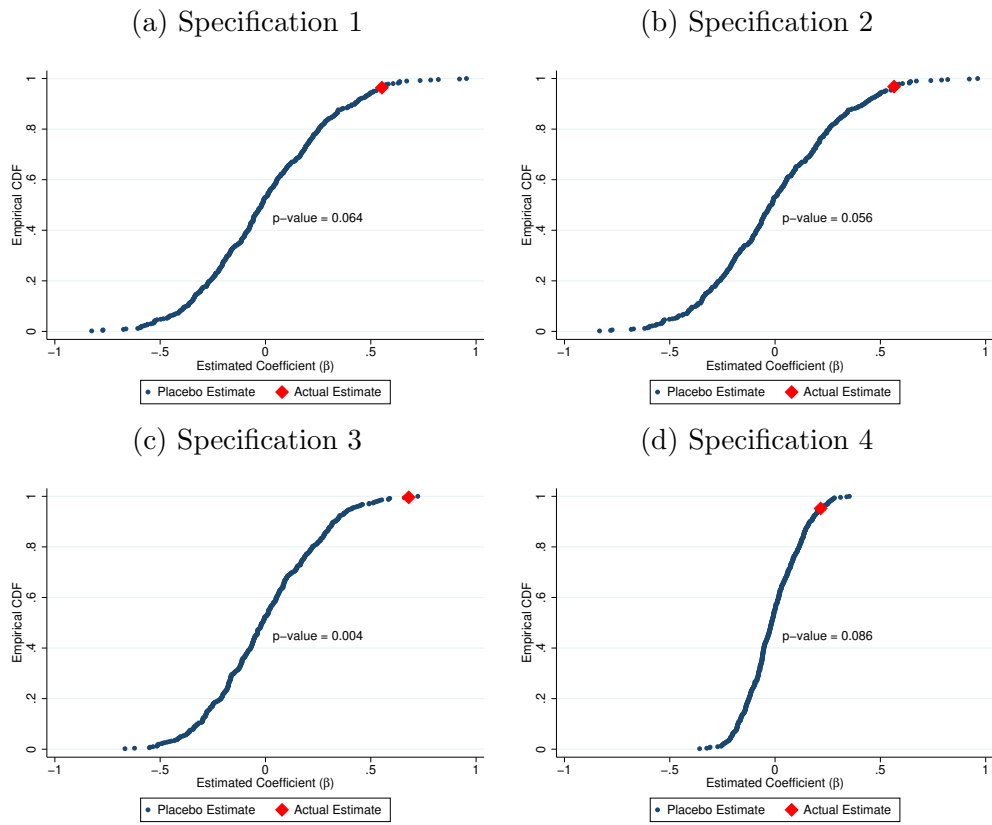 (a) Specification 1
1
.8
.6
.4
.2
0
Empirical CDF
p−value = 0.064
−1
−.5
0
.5
1
Estimated Coefficient (β)
Placebo Estimate
Actual Estimate
(b) Specification 2
1
.8
.6
.4
.2
0
Empirical CDF
p−value = 0.056
−1
−.5
0
.5
1
Estimated Coefficient (β)
Placebo Estimate
Actual Estimate
(c) Specification 3
1
.8
.6
.4
.2
0
Empirical CDF
p−value = 0.004
−1
−.5
0
.5
1
Estimated Coefficient (β)
Placebo Estimate
Actual Estimate
(d) Specification 4
1
.8
.6
.4
.2
0
Empirical CDF
p−value = 0.086
−1
−.5
0
.5
1
Estimated Coefficient (β)
Placebo Estimate
Actual Estimate